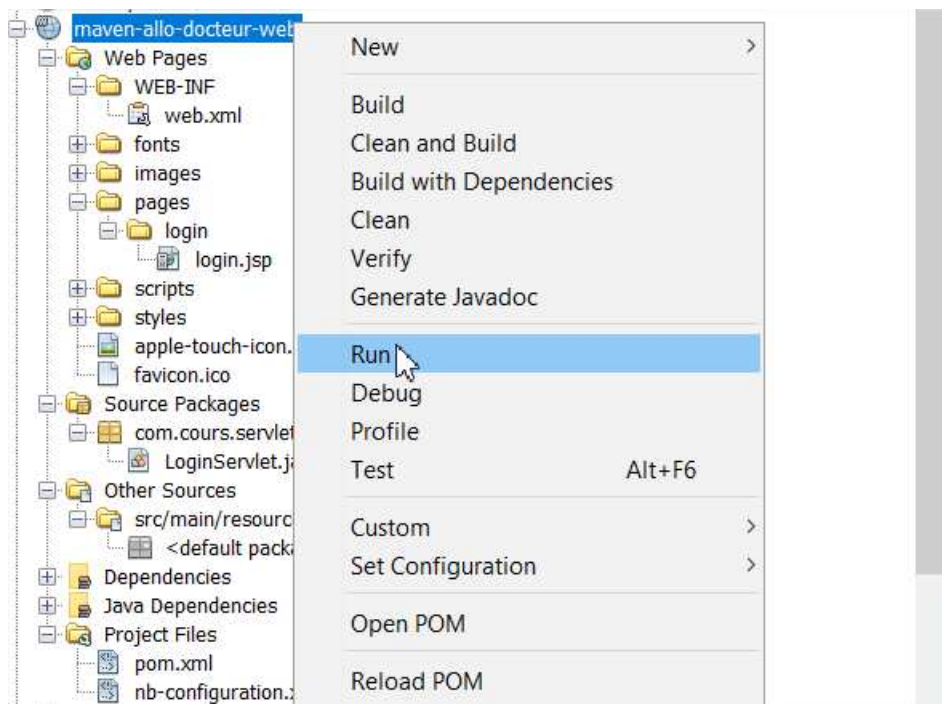 maven-allo-docteur-web
Web Pages
WEB-INF
web.xml
fonts
images
pages
login
login.jsp
scripts
styles
apple-touch-icon.
favicon.ico
Source Packages
com.cours.servlet
LoginServlet.ja
Other Sources
src/main/resourc
<default packa
Dependencies
Java Dependencies
Project Files
pom.xml
nb-configuration.x
New
Build
Clean and Build
Build with Dependencies
Clean
Verify
Generate Javadoc
Run
Debug
Profile
Test Alt+F6
Custom
Set Configuration
Open POM
Reload POM